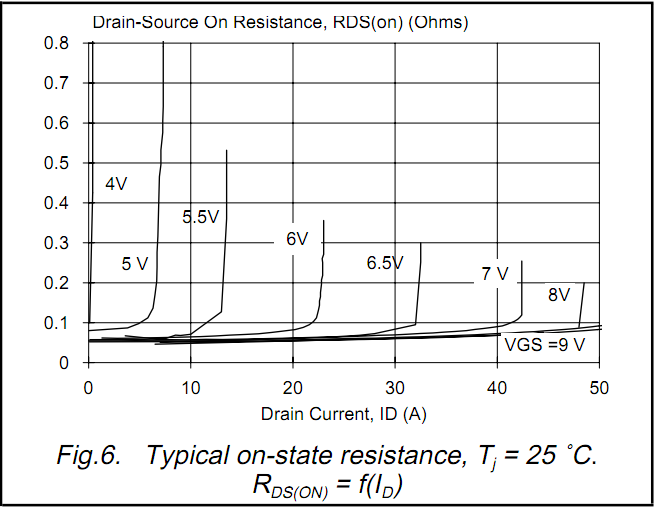 Drain-Source On Resistance, RDS(on) (Ohms)
0.8
0.7
0.6
0.5
0.4
0.3
0.2
0.1
0
4V
5 V
5.5V
6V
6.5V
7 V
8V
VGS =9 V
0 10 20 30 40 50
Drain Current, ID (A)
Fig.6. Typical on-state resistance, Tj = 25 ˚C.
RDS(ON) = f(ID)